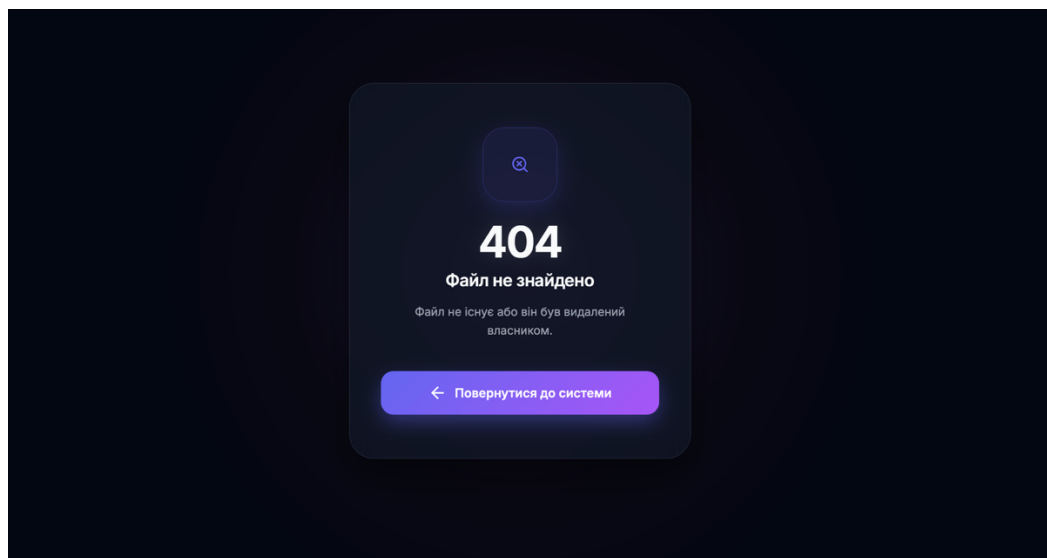 404
Файл не знайдено
Файл не існує або він був видалений
власником.
Повернутися до системи